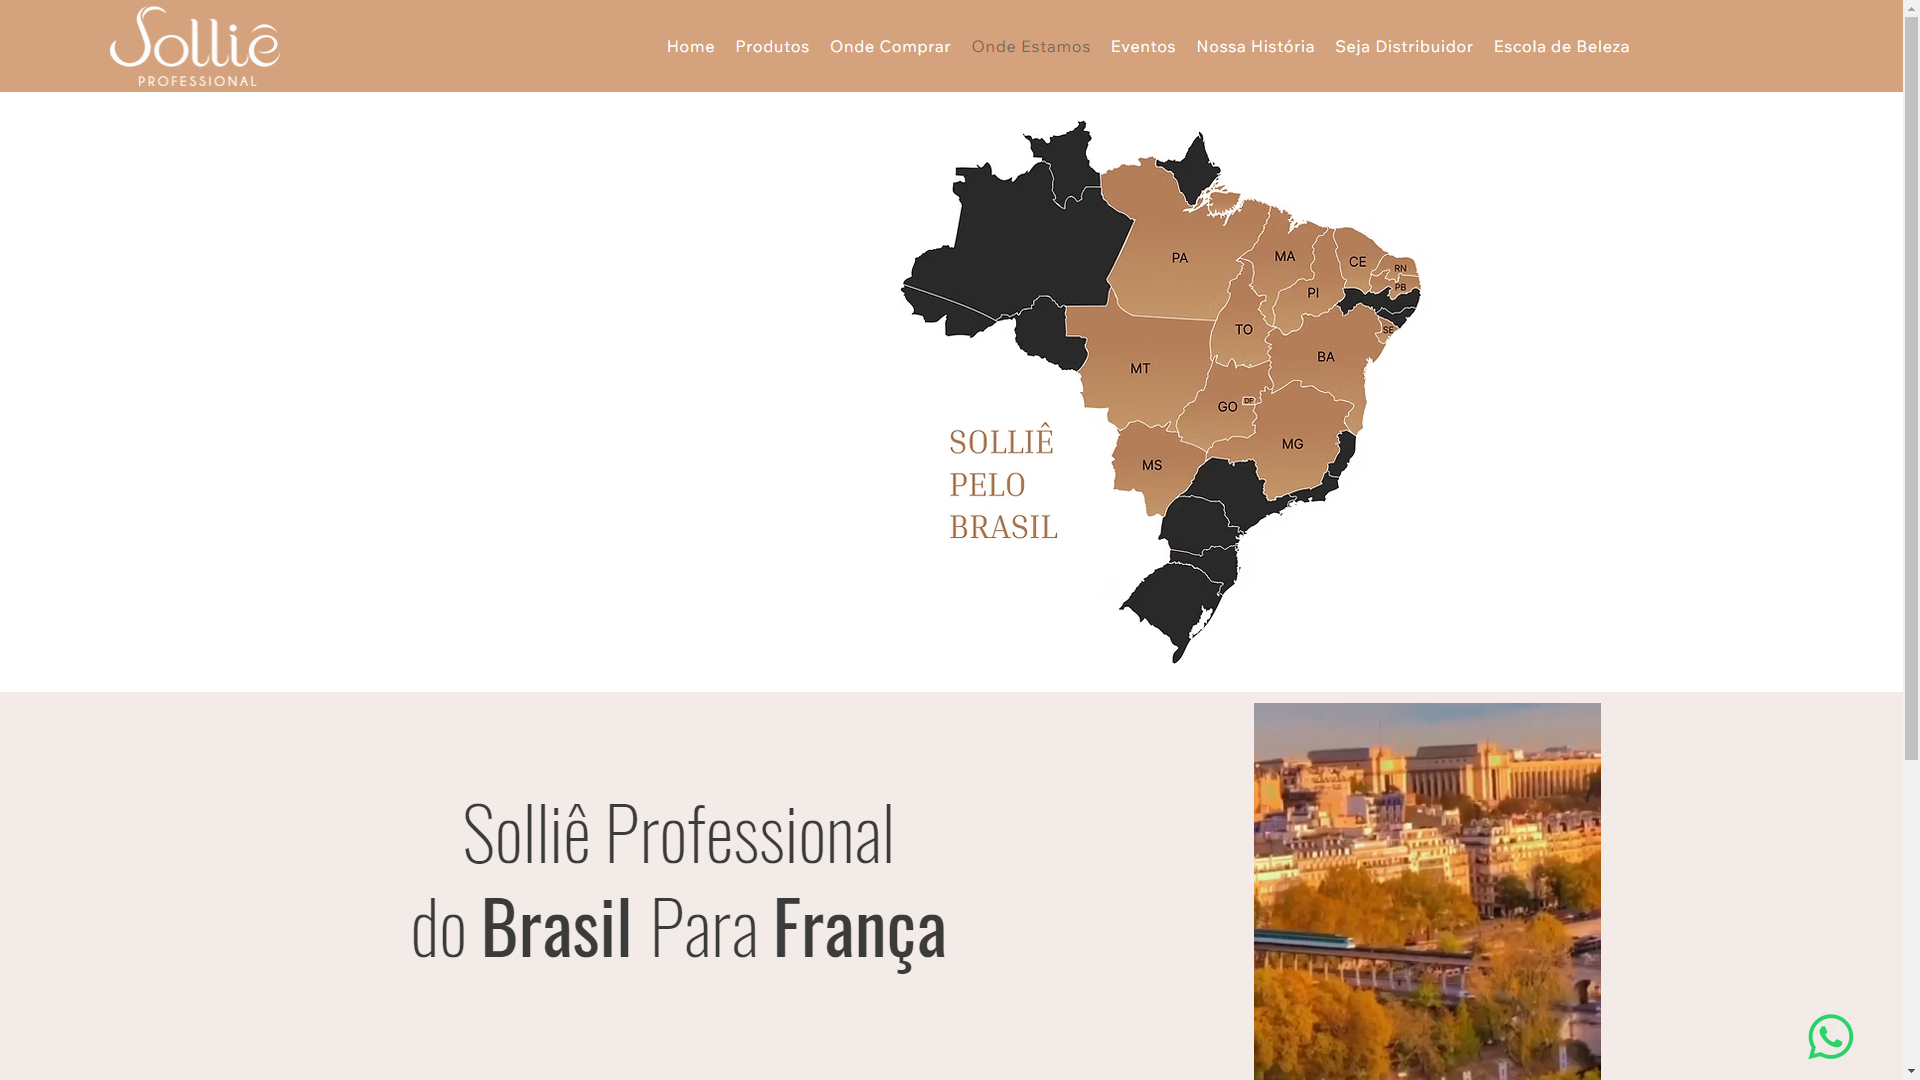 Solliê
PROFESSIONAL
Home Produtos Onde Comprar Onde Estamos Eventos Nossa História Seja Distribuidor Escola de Beleza
PA
MA
CE
RN
PB
PI
TO
SE
BA
MT
GO
DF
MG
MS
SOLLIÊ
PELO
BRASIL
Solliê Professional
do Brasil Para França